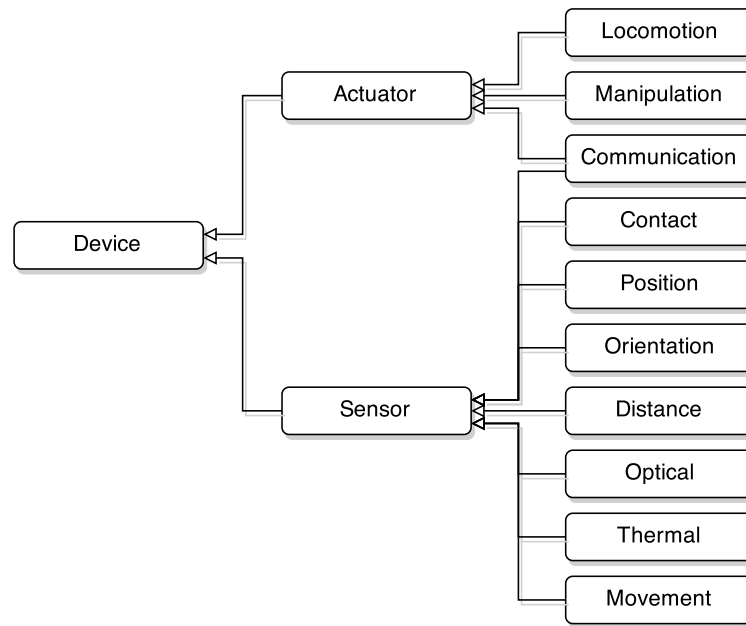 Locomotion
Actuator
Manipulation
Communication
Contact
Device
Position
Orientation
Sensor
Distance
Optical
Thermal
Movement